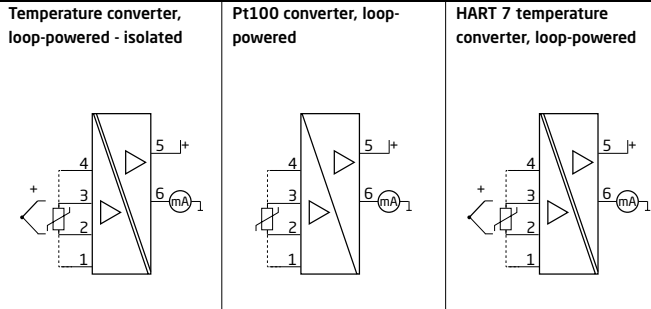 Temperature converter,
loop-powered - isolated
4
3
2
1
5
6
+
+
mA
Pt100 converter, loop-
powered
4
3
2
1
5
6
+
mA
HART 7 temperature
converter, loop-powered
4
3
2
1
5
6
+
+
mA